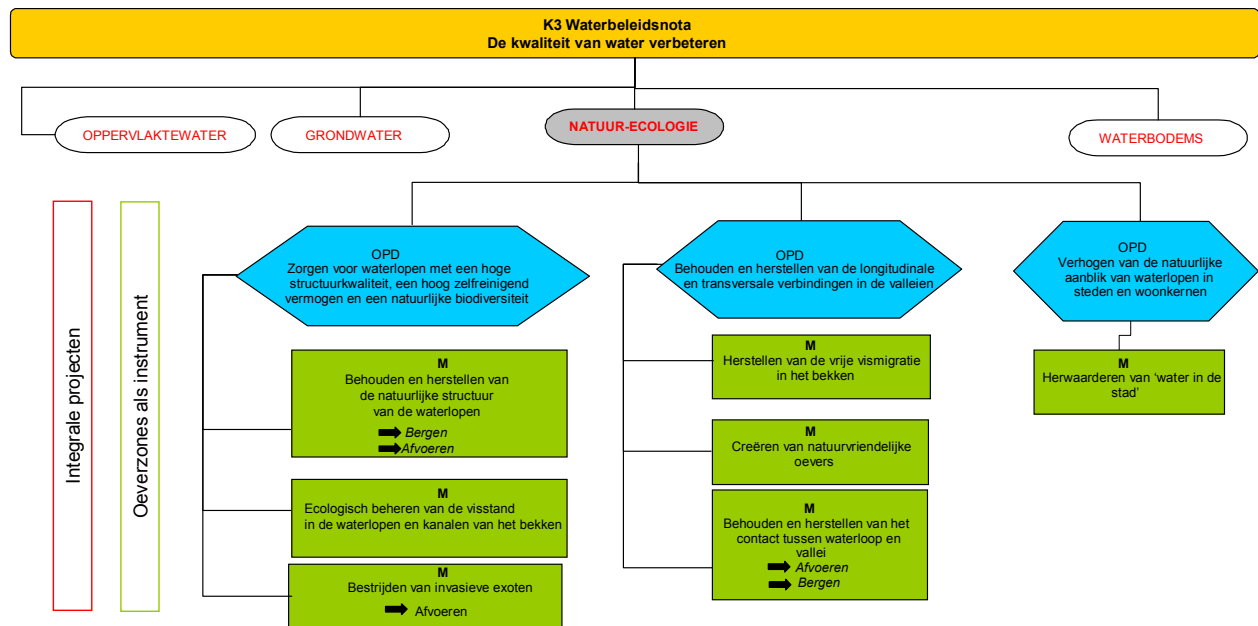 K3 Waterbeleidsnota
De kwaliteit van water verbeteren
OPPERVLAKTEWATER
GRONDWATER
NATUUR-ECOLOGIE
WATERBODEMS
Integrale projecten
Oeverzones als instrument
OPD
Zorgen voor waterlopen met een hoge
structuurkwaliteit, een hoog zelfreinigend
vermogen en een natuurlijke biodiversiteit
M
Behouden en herstellen van
de natuurlijke structuur
van de waterlopen
Bergen
Afvoeren
M
Ecologisch beheren van de visstand
in de waterlopen en kanalen van het bekken
M
Bestrijden van invasieve exoten
Afvoeren
OPD
Behouden en herstellen van de longitudinale
en transversale verbindingen in de valleien
M
Herstellen van de vrije vismigratie
in het bekken
M
Creëren van natuurvriendelijke
oevers
M
Behouden en herstellen van het
contact tussen waterloop en
vallei
Afvoeren
Bergen
OPD
Verhogen van de natuurlijke
aanblik van waterlopen in
steden en woonkernen
M
Herwaarderen van ‘water in de
stad’